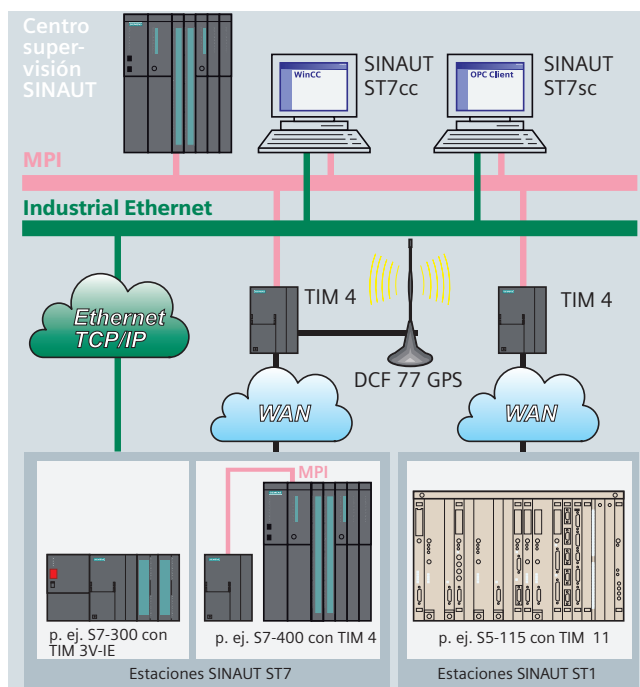 Centro
super-
visión
SINAUT
WinCC
SINAUT
ST7cc
OPC Client
SINAUT
ST7sc
MPI
Industrial Ethernet
Ethernet
TCP/IP
TIM 4
DCF 77 GPS
TIM 4
WAN
WAN
MPI
p. ej. S7-300 con
TIM 3V-IE
p. ej. S7-400 con TIM 4
p. ej. S5-115 con TIM 11
Estaciones SINAUT ST7
Estaciones SINAUT ST1